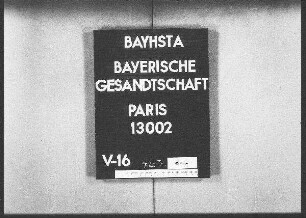 BAYHSTA
BAYERISCHE
GESANDTSCHAFT
PARIS
13002
V-16